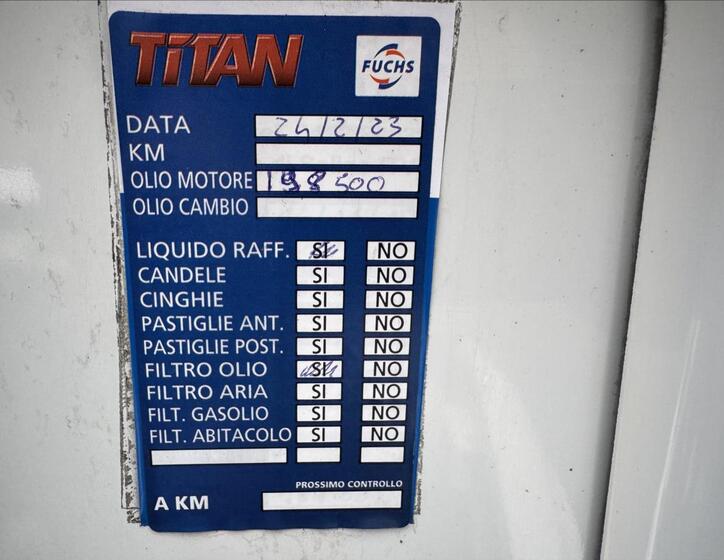 TiTAN FUCHS
DATA 24/2/23
KM
OLIO MOTORE 198500
OLIO CAMBIO
LIQUIDO RAFF. SI NO
CANDELE SI NO
CINGHIE SI NO
PASTIGLIE ANT. SI NO
PASTIGLIE POST. SI NO
FILTRO OLIO SI NO
FILTRO ARIA SI NO
FILT. GASOLIO SI NO
FILT. ABITACOLO SI NO
PROSSIMO CONTROLLO
A KM